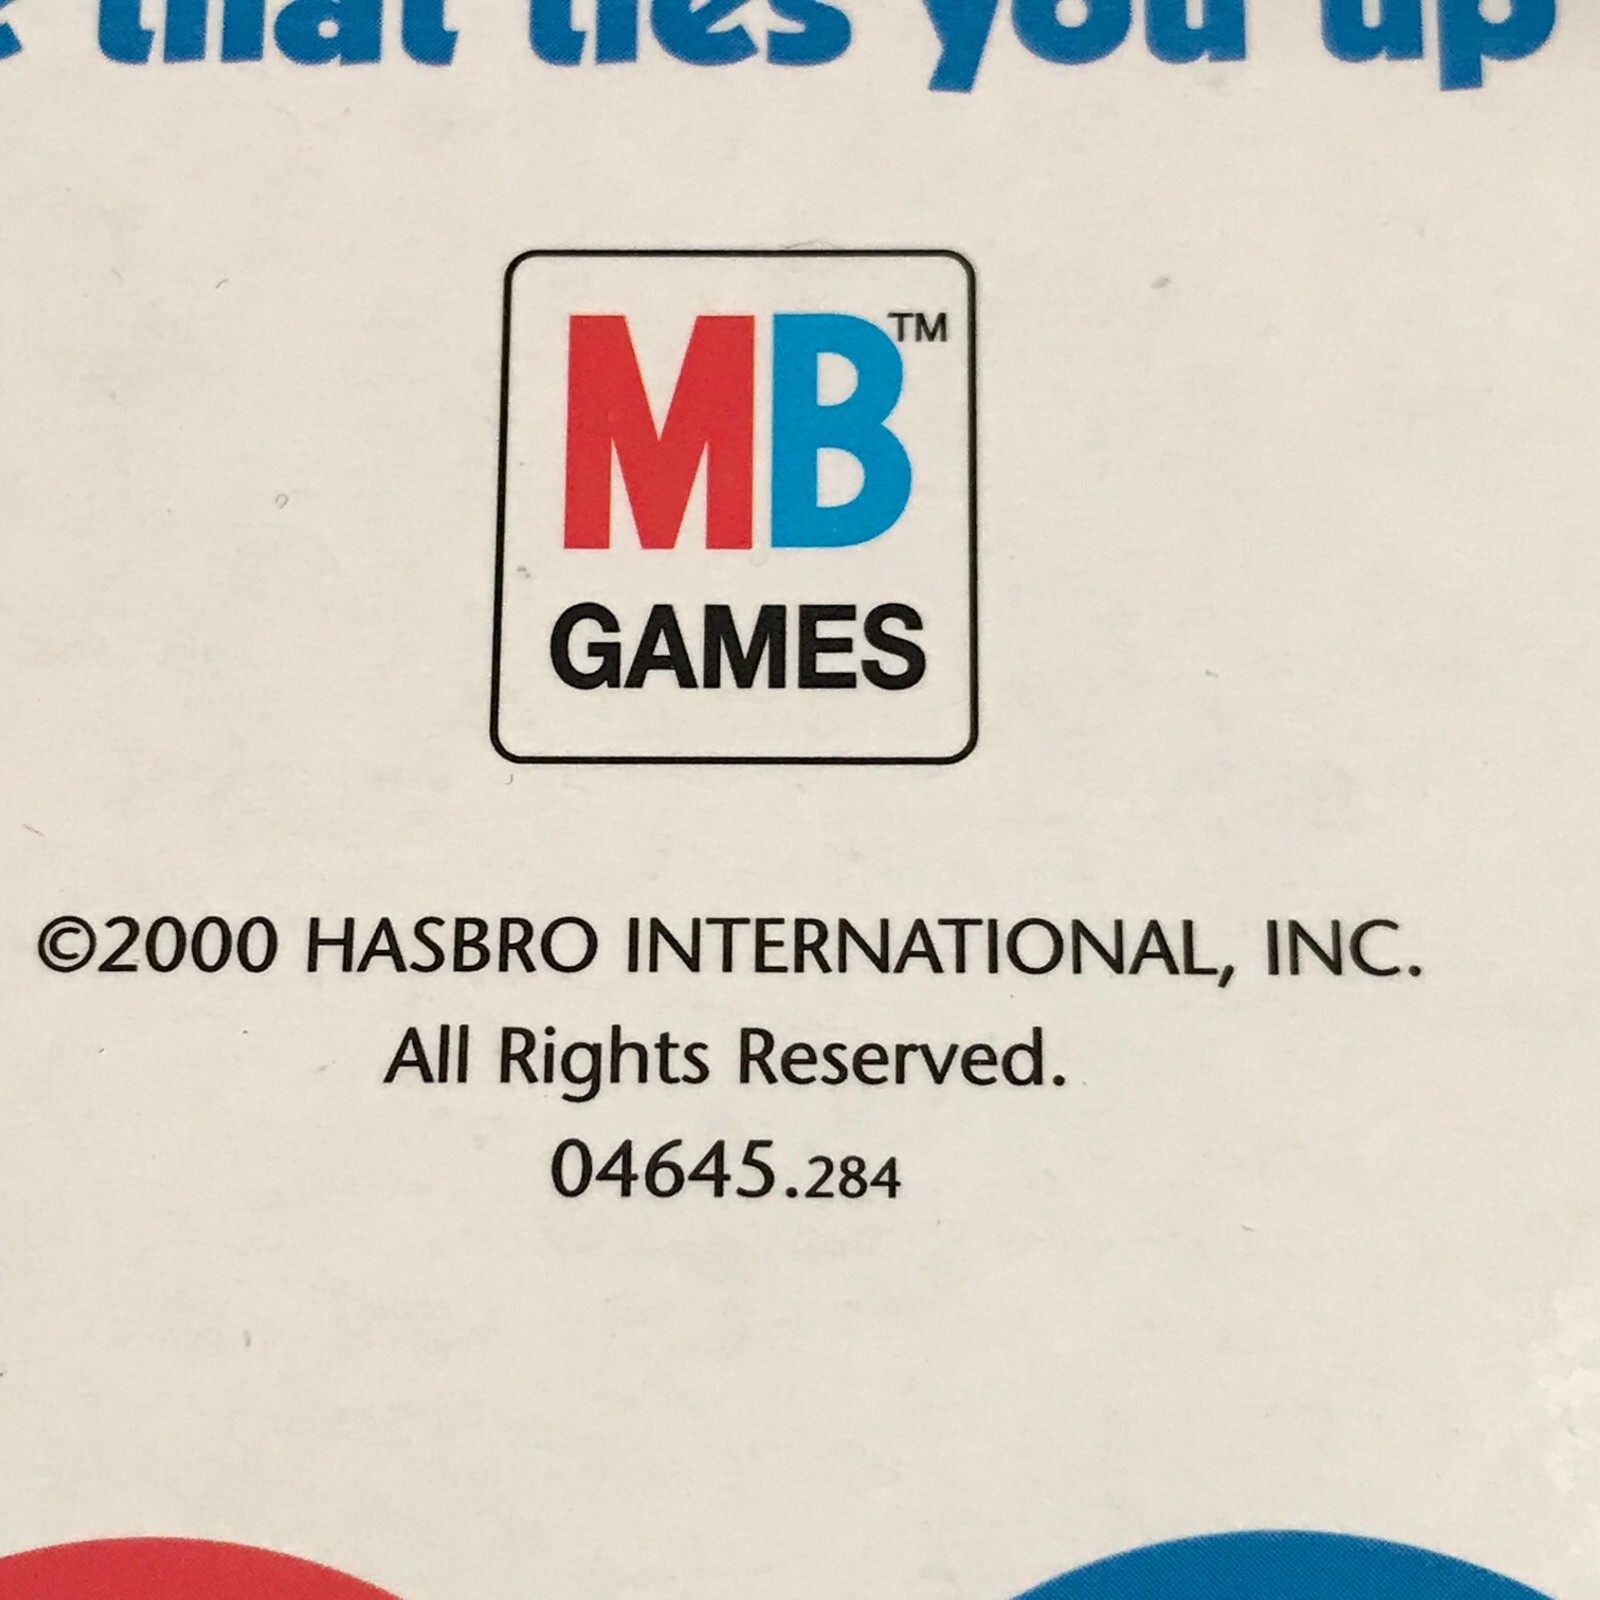 that ties you up
MB™
GAMES
©2000 HASBRO INTERNATIONAL, INC.
All Rights Reserved.
04645.284